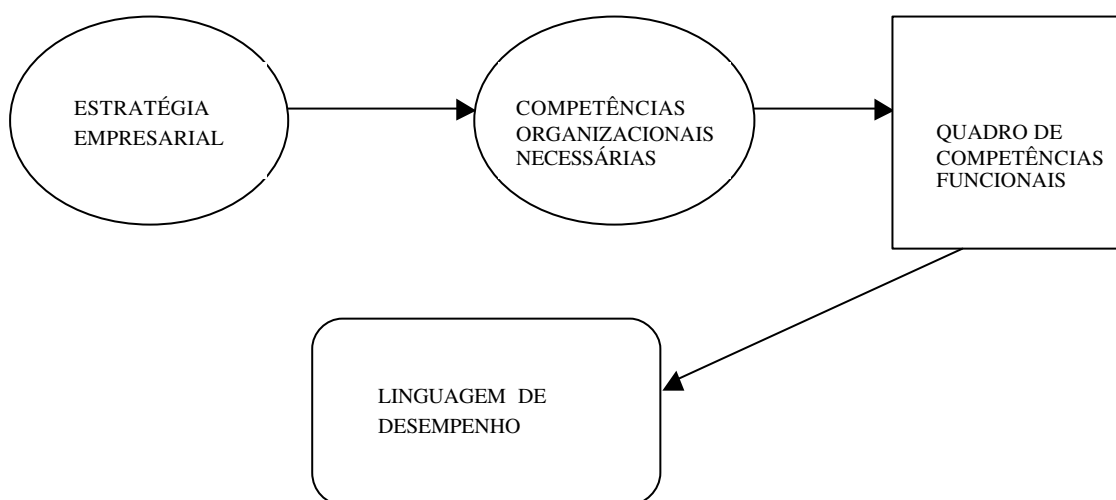 ESTRATÉGIA
EMPRESARIAL
COMPETÊNCIAS
ORGANIZACIONAIS
NECESSÁRIAS
QUADRO DE
COMPETÊNCIAS
FUNCIONAIS
LINGUAGEM DE
DESEMPENHO